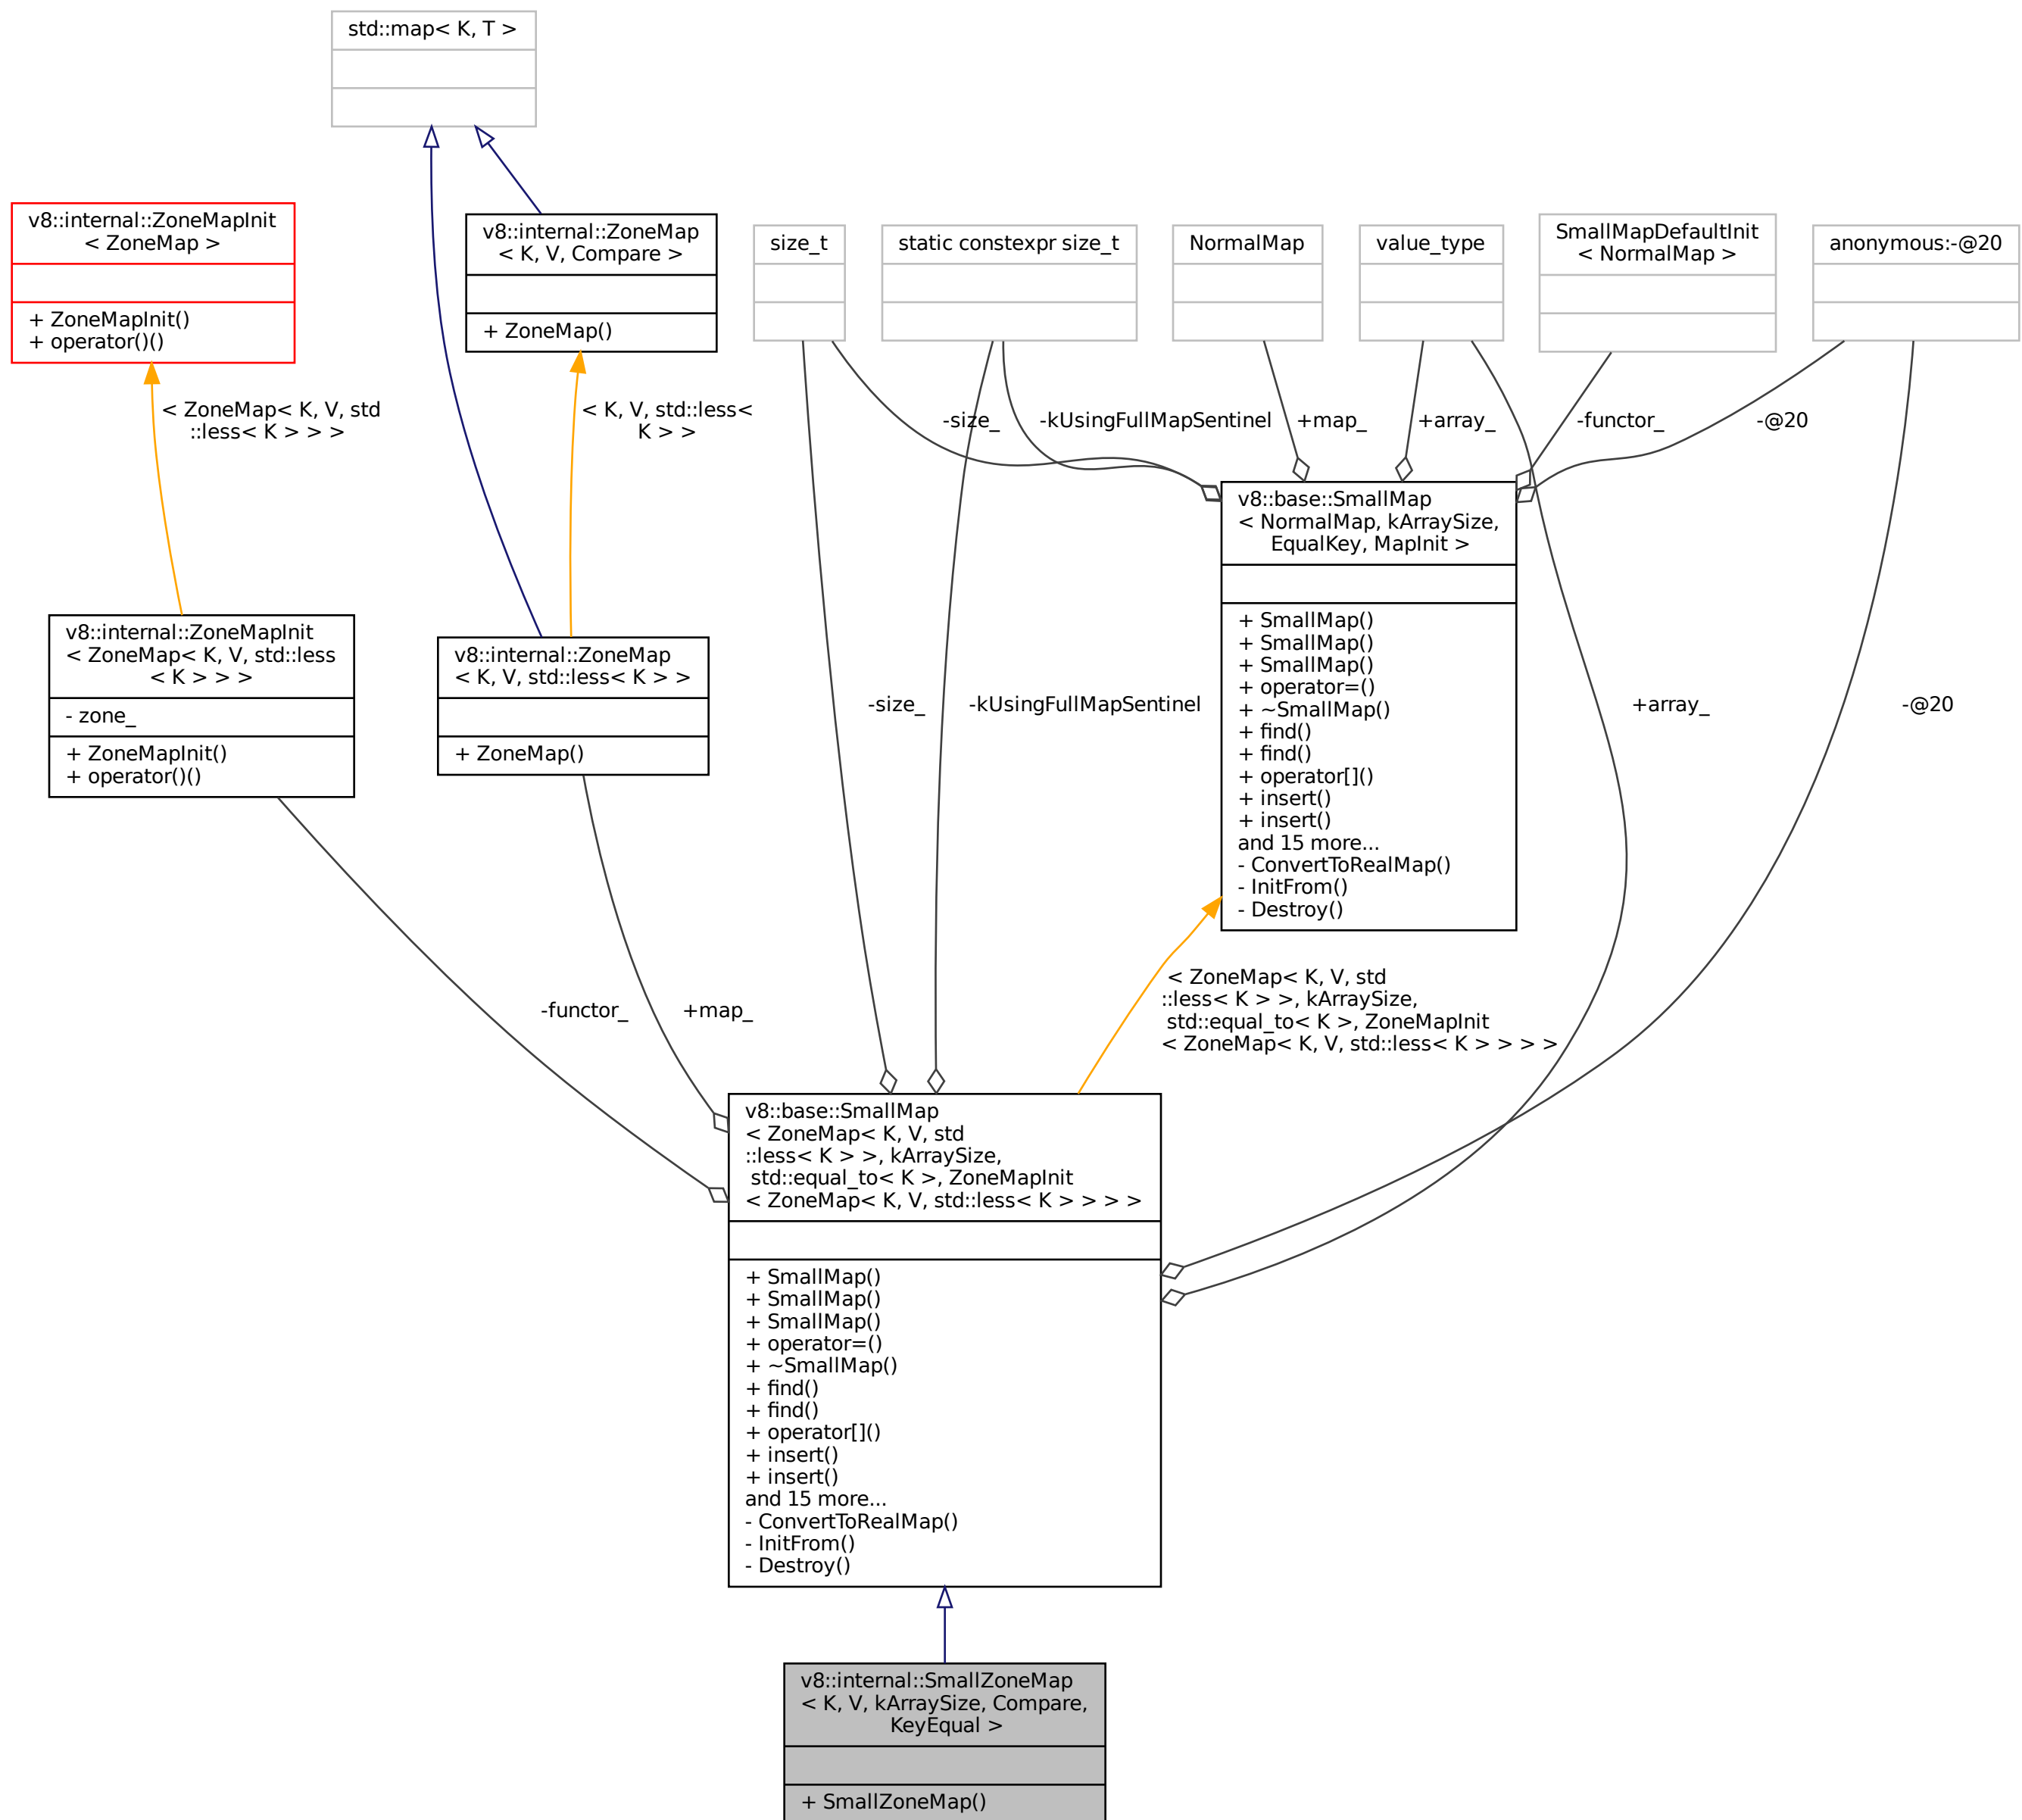 std::map< K, T >
v8::internal::ZoneMapInit
< ZoneMap >
+ ZoneMapInit()
+ operator()()
v8::internal::ZoneMap
< K, V, Compare >
+ ZoneMap()
size_t
static constexpr size_t
NormalMap
value_type
SmallMapDefaultInit
< NormalMap >
anonymous:-@20
< ZoneMap< K, V, std
::less< K > > >
< K, V, std::less<
K > >
-size_
-kUsingFullMapSentinel
+map_
+array_
-functor_
-@20
v8::base::SmallMap
< NormalMap, kArraySize,
EqualKey, MapInit >
+ SmallMap()
+ SmallMap()
+ SmallMap()
+ operator=()
+ ~SmallMap()
+ find()
+ find()
+ operator[]()
+ insert()
+ insert()
and 15 more...
- ConvertToRealMap()
- InitFrom()
- Destroy()
v8::internal::ZoneMapInit
< ZoneMap< K, V, std::less
< K > > >
- zone_
+ ZoneMapInit()
+ operator()()
v8::internal::ZoneMap
< K, V, std::less< K > >
+ ZoneMap()
-size_
-kUsingFullMapSentinel
+array_
-@20
-functor_
+map_
< ZoneMap< K, V, std
::less< K > >, kArraySize,
std::equal_to< K >, ZoneMapInit
< ZoneMap< K, V, std::less< K > > > >
v8::base::SmallMap
< ZoneMap< K, V, std
::less< K > >, kArraySize,
std::equal_to< K >, ZoneMapInit
< ZoneMap< K, V, std::less< K > > > >
+ SmallMap()
+ SmallMap()
+ SmallMap()
+ operator=()
+ ~SmallMap()
+ find()
+ find()
+ operator[]()
+ insert()
+ insert()
and 15 more...
- ConvertToRealMap()
- InitFrom()
- Destroy()
v8::internal::SmallZoneMap
< K, V, kArraySize, Compare,
KeyEqual >
+ SmallZoneMap()